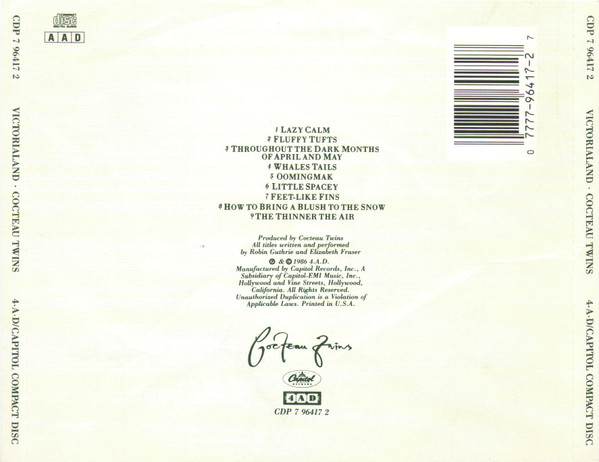 CDP 7 96417 2
VICTORIALAND · COCTEAU TWINS
4-A-D/CAPITOL COMPACT DISC
COMPACT
disc
DIGITAL AUDIO
A A D
0 7777-96417-2 7
1 LAZY CALM
2 FLUFFY TUFTS
3 THROUGHOUT THE DARK MONTHS
OF APRIL AND MAY
4 WHALES TAILS
5 OOMINGMAK
6 LITTLE SPACEY
7 FEET-LIKE FINS
8 HOW TO BRING A BLUSH TO THE SNOW
9 THE THINNER THE AIR
Produced by Cocteau Twins
All titles written and performed
by Robin Guthrie and Elizabeth Fraser
℗ & © 1986 4.A.D.
Manufactured by Capitol Records, Inc., A
Subsidiary of Capitol-EMI Music, Inc.,
Hollywood and Vine Streets, Hollywood,
California. All Rights Reserved.
Unauthorized Duplication is a Violation of
Applicable Laws. Printed in U.S.A.
Cocteau Twins
Capitol
RECORDS
4AD
CDP 7 96417 2
CDP 7 96417 2
VICTORIALAND · COCTEAU TWINS
4-A-D/CAPITOL COMPACT DISC